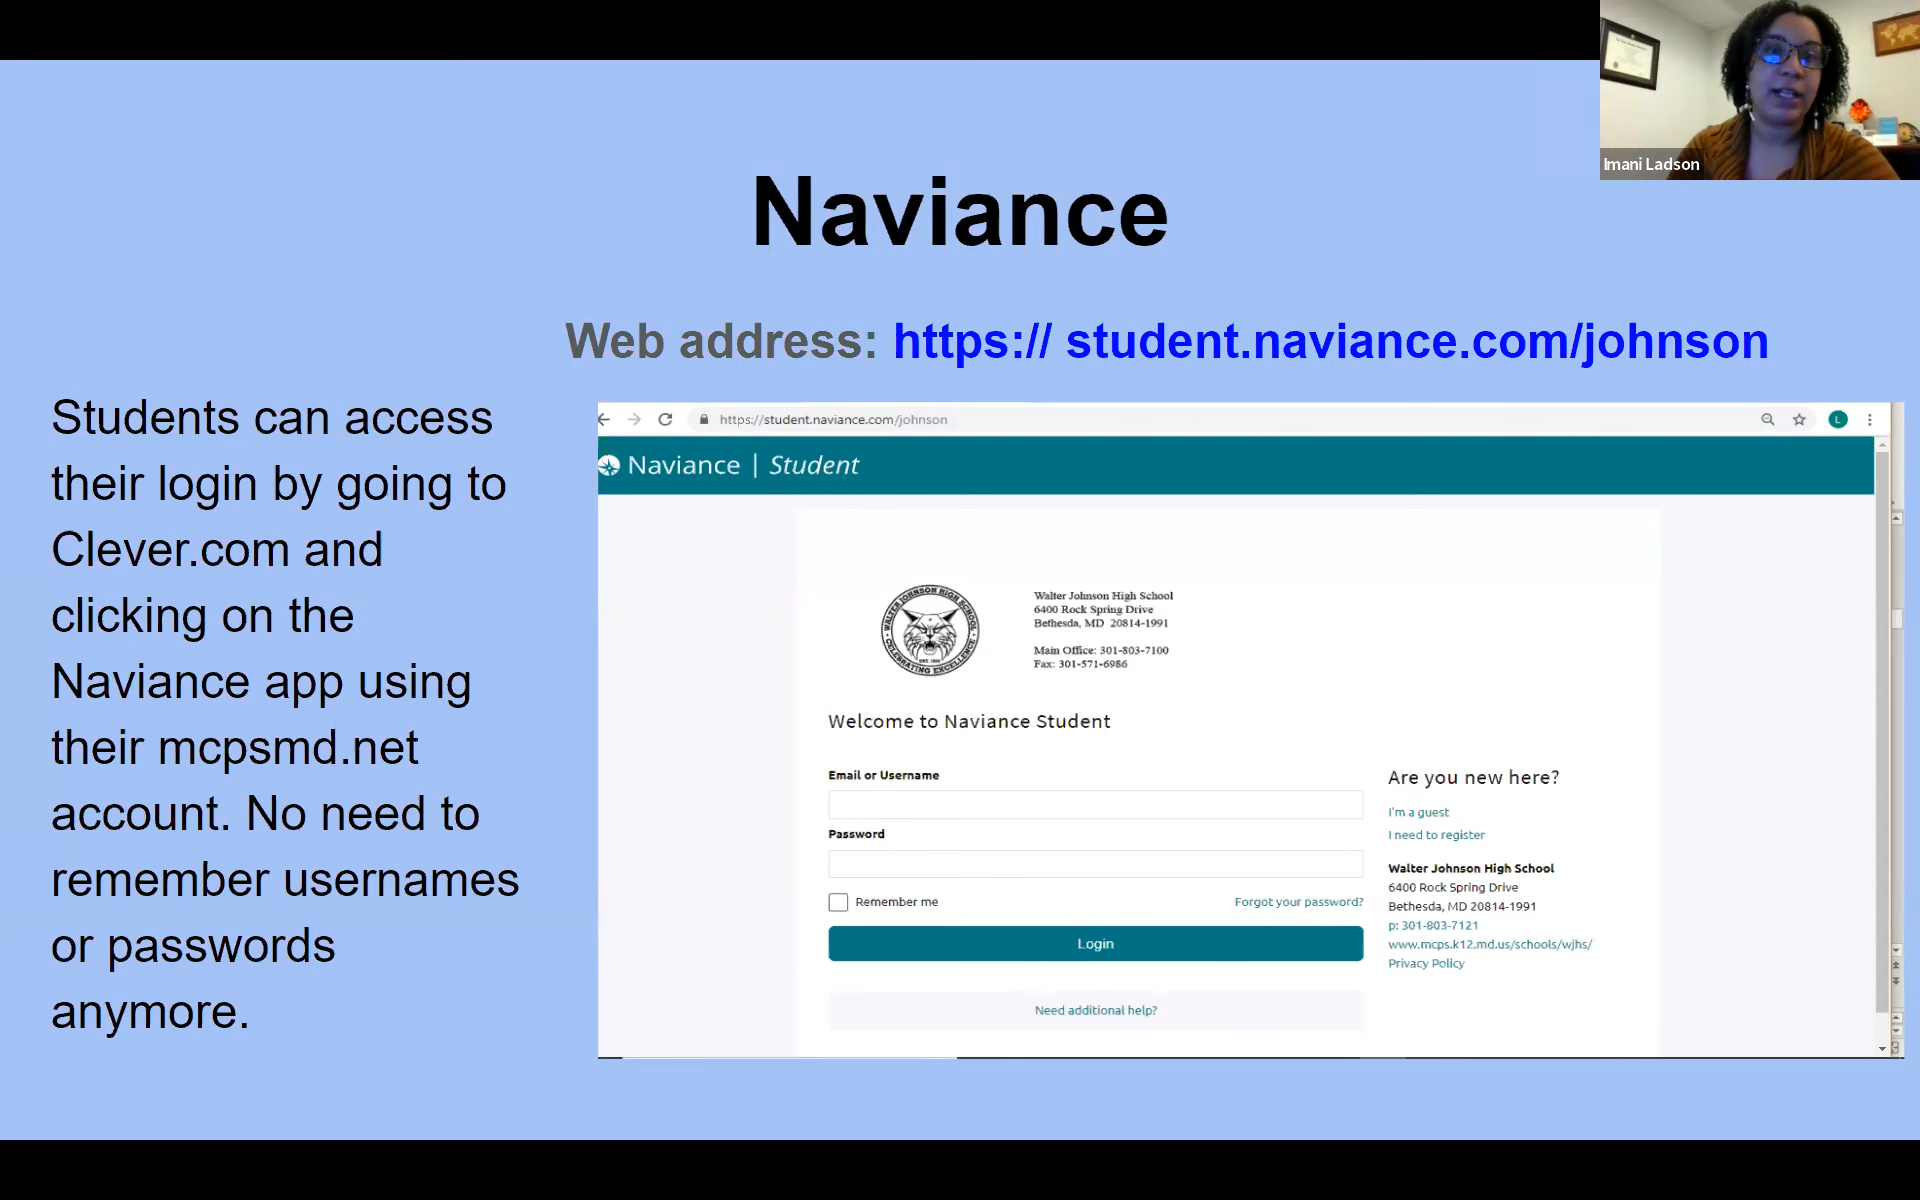 Imani Ladson
Naviance
Web address: https:// student.naviance.com/johnson
Students can access
their login by going to
Clever.com and
clicking on the
Naviance app using
their mcpsmd.net
account. No need to
remember usernames
or passwords
anymore.
https://student.naviance.com/johnson
L
Naviance | Student
WALTER JOHNSON HIGH SCHOOL
CELEBRATING EXCELLENCE
Walter Johnson High School
6400 Rock Spring Drive
Bethesda, MD 20814-1991
Main Office: 301-803-7100
Fax: 301-571-6986
Welcome to Naviance Student
Email or Username
Password
Remember me
Forgot your password?
Login
Need additional help?
Are you new here?
I'm a guest
I need to register
Walter Johnson High School
6400 Rock Spring Drive
Bethesda, MD 20814-1991
p: 301-803-7121
www.mcps.k12.md.us/schools/wjhs/
Privacy Policy